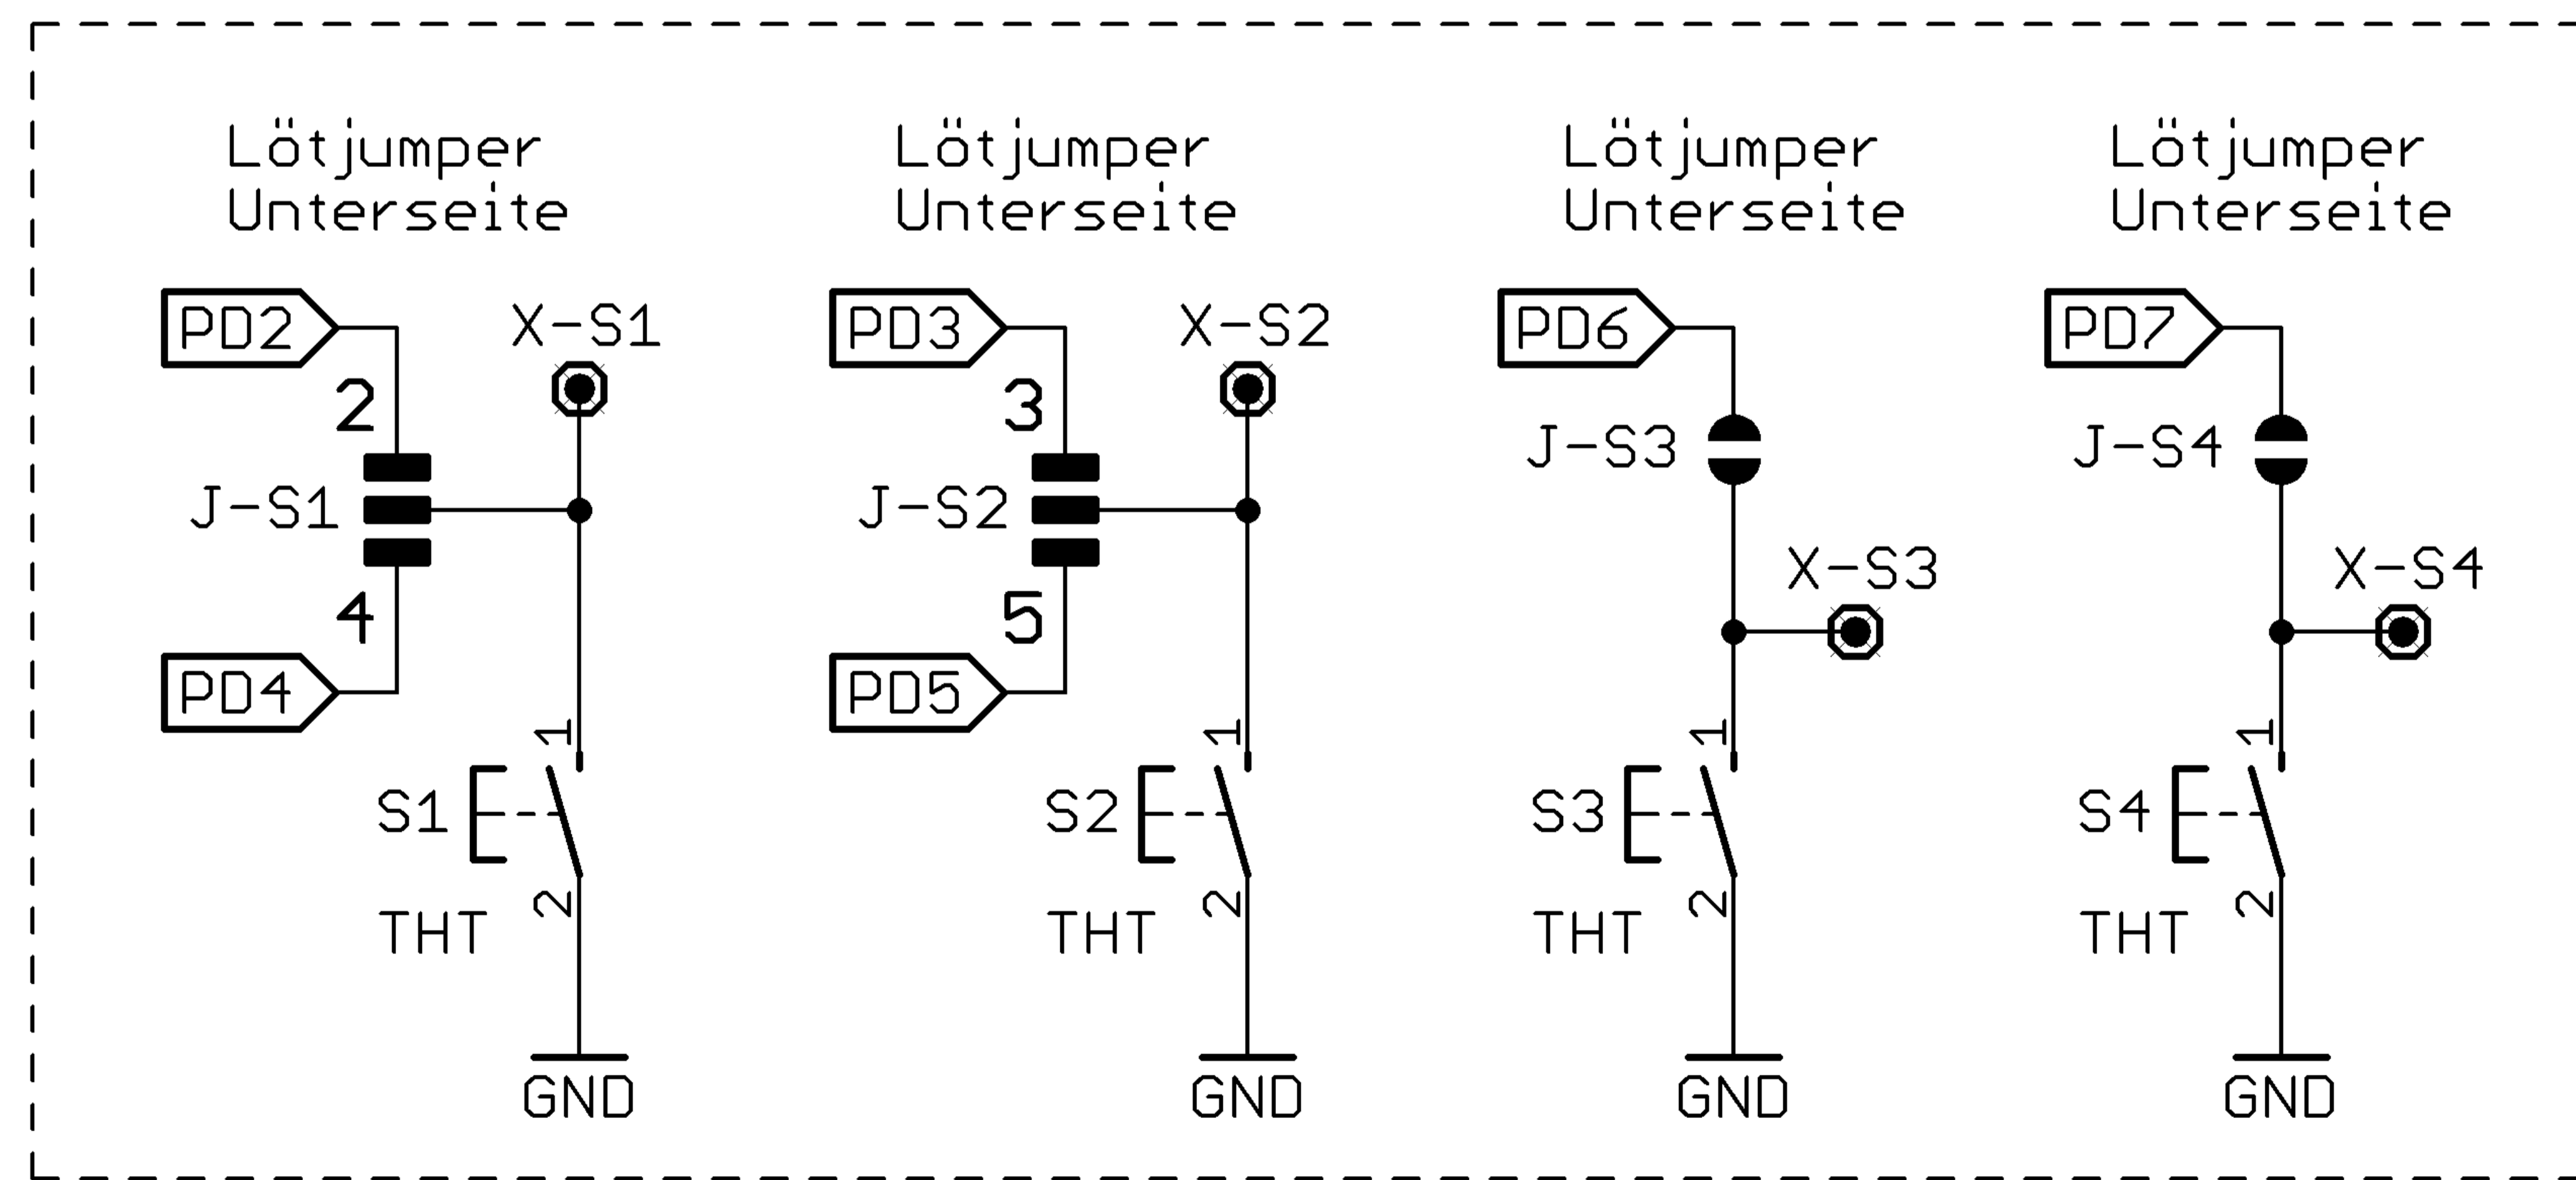 Lötjumper
Unterseite
PD2
X-S1
2
J-S1
4
PD4
1
S1
2
THT
GND
Lötjumper
Unterseite
PD3
X-S2
3
J-S2
5
PD5
1
S2
2
THT
GND
Lötjumper
Unterseite
PD6
J-S3
X-S3
1
S3
2
THT
GND
Lötjumper
Unterseite
PD7
J-S4
X-S4
1
S4
2
THT
GND